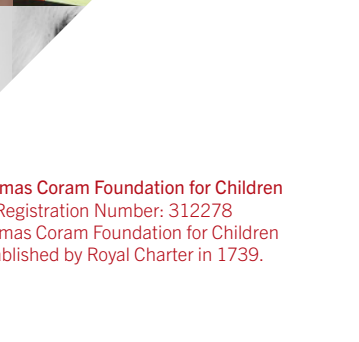 mas Coram Foundation for Children
Registration Number: 312278
mas Coram Foundation for Children
blished by Royal Charter in 1739.